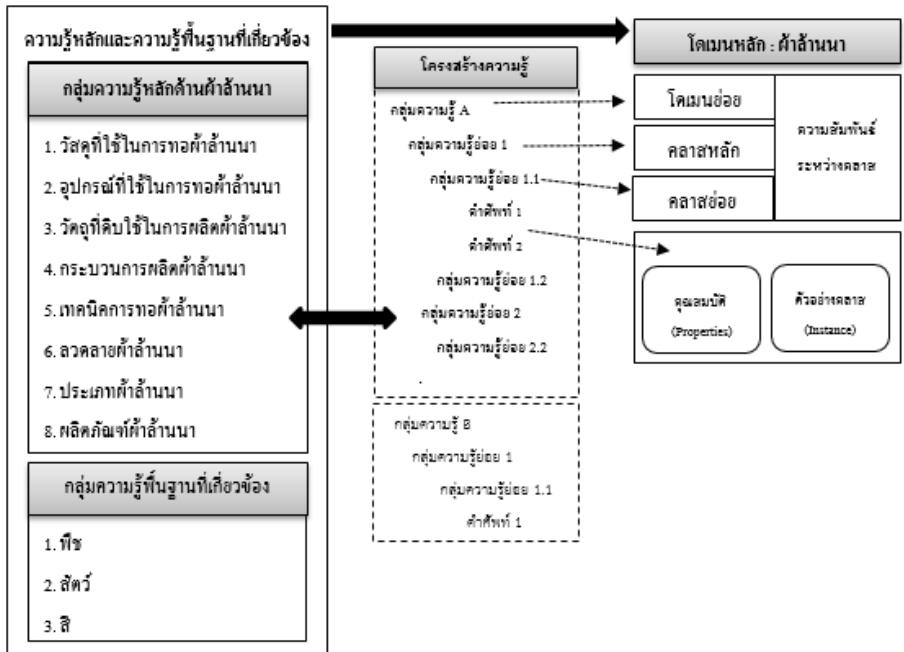 ความรู้หลักและความรู้พื้นฐานที่เกี่ยวข้อง
กลุ่มความรู้หลักด้านผ้าล้านนา
1. วัสดุที่ใช้ในการทอผ้าล้านนา
2. อุปกรณ์ที่ใช้ในการทอผ้าล้านนา
3. วัตถุที่ดิบใช้ในการผลิตผ้าล้านนา
4. กระบวนการผลิตผ้าล้านนา
5. เทคนิคการทอผ้าล้านนา
6. ลวดลายผ้าล้านนา
7. ประเภทผ้าล้านนา
8. ผลิตภัณฑ์ผ้าล้านนา
กลุ่มความรู้พื้นฐานที่เกี่ยวข้อง
1. พืช
2. สัตว์
3. สี
โครงสร้างความรู้
กลุ่มความรู้ A
กลุ่มความรู้ย่อย 1
กลุ่มความรู้ย่อย 1.1
คำศัพท์ 1
คำศัพท์ 2
กลุ่มความรู้ย่อย 1.2
กลุ่มความรู้ย่อย 2
กลุ่มความรู้ย่อย 2.2
.
กลุ่มความรู้ B
กลุ่มความรู้ย่อย 1
กลุ่มความรู้ย่อย 1.1
คำศัพท์ 1
โดเมนหลัก : ผ้าล้านนา
โดเมนย่อย
คลาสหลัก
คลาสย่อย
ความสัมพันธ์
ระหว่างคลาส
คุณสมบัติ
(Properties)
ตัวอย่างคลาส
(Instance)